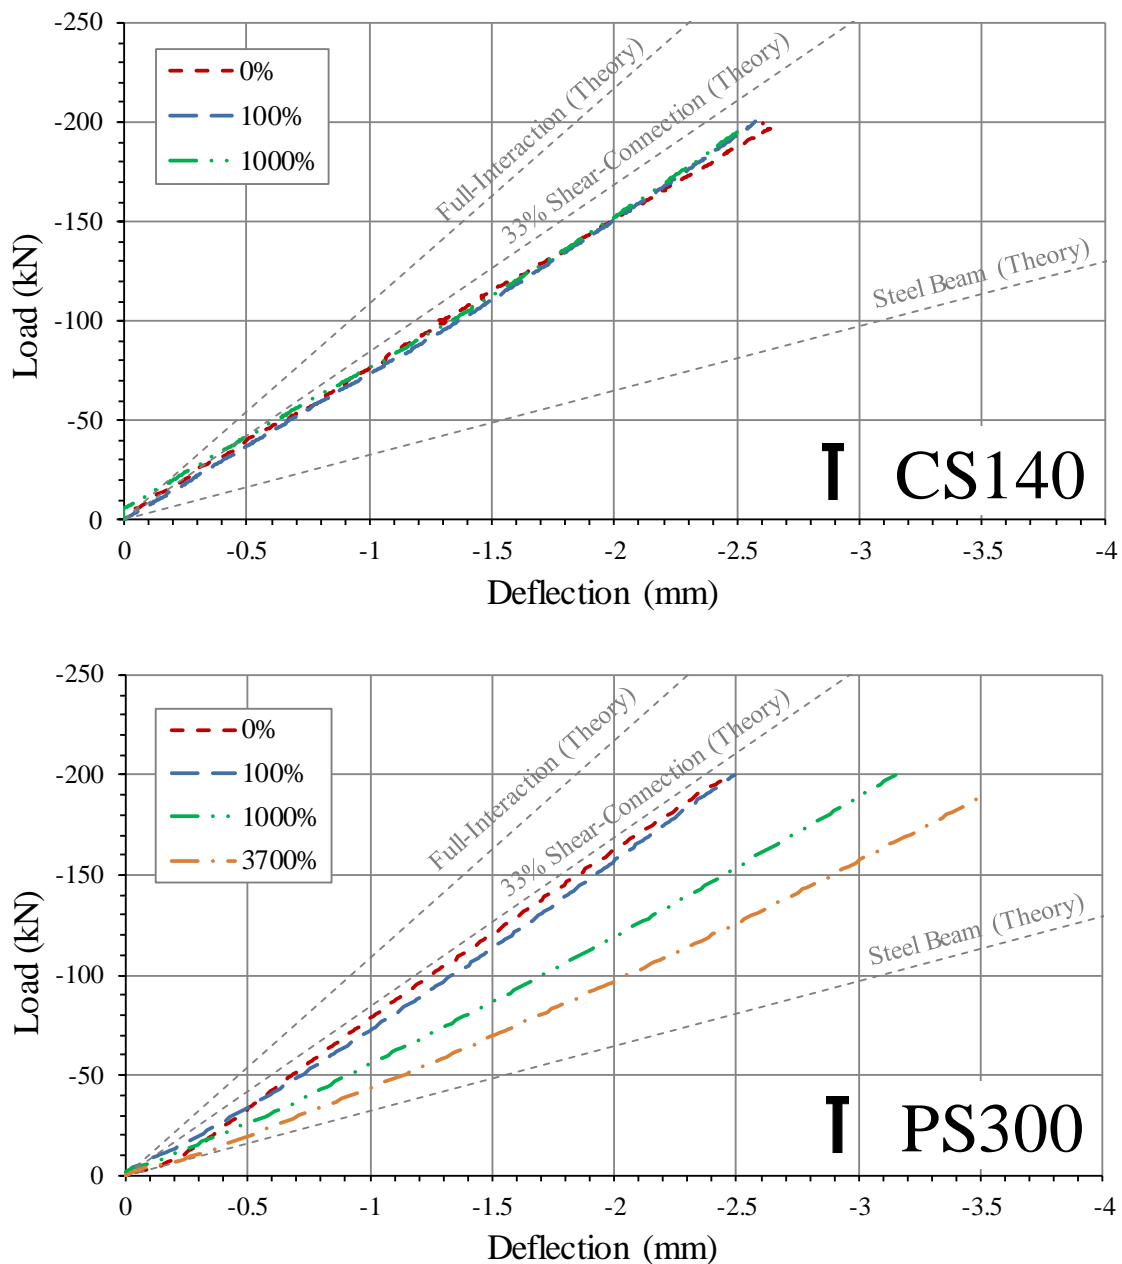 -250
-200
-150
-100
-50
0
Load (kN)
0%
100%
1000%
Full-Interaction (Theory)
33% Shear-Connection (Theory)
Steel Beam (Theory)
CS140
0 -0.5 -1 -1.5 -2 -2.5 -3 -3.5 -4
Deflection (mm)
-250
-200
-150
-100
-50
0
Load (kN)
0%
100%
1000%
3700%
Full-Interaction (Theory)
33% Shear-Connection (Theory)
Steel Beam (Theory)
PS300
0 -0.5 -1 -1.5 -2 -2.5 -3 -3.5 -4
Deflection (mm)